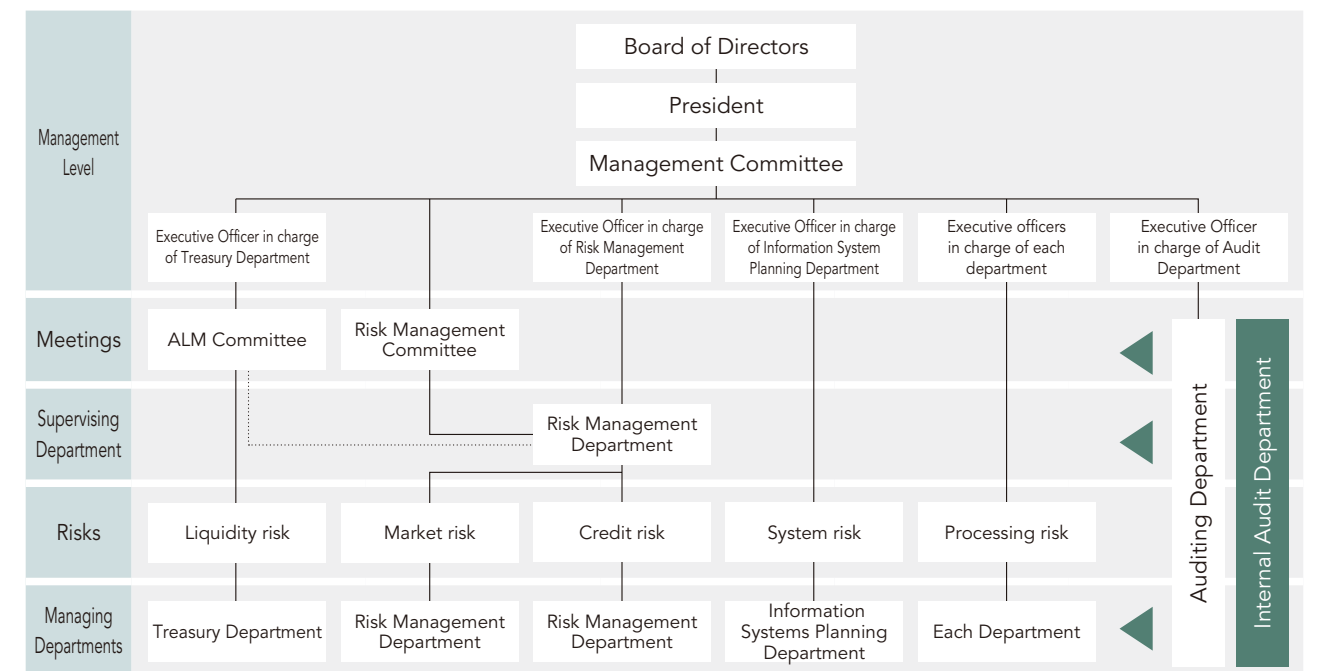 Board of Directors
President
Management
Level
Management Committee
Executive Officer in charge
of Treasury Department
Executive Officer in charge
of Risk Management
Department
Executive Officer in charge
of Information System
Planning Department
Executive officers
in charge of each
department
Executive Officer
in charge of Audit
Department
Meetings
ALM Committee
Risk Management
Committee
Supervising
Department
Risk Management
Department
Risks
Liquidity risk
Market risk
Credit risk
System risk
Processing risk
Managing
Departments
Treasury Department
Risk Management
Department
Risk Management
Department
Information
Systems Planning
Department
Each Department
Auditing Department
Internal Audit Department